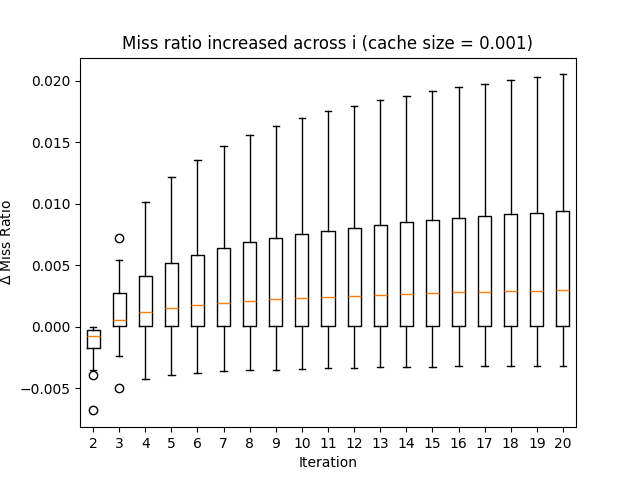 Miss ratio increased across i (cache size = 0.001)
Δ Miss Ratio
0.020
0.015
0.010
0.005
0.000
−0.005
2 3 4 5 6 7 8 9 10 11 12 13 14 15 16 17 18 19 20
Iteration